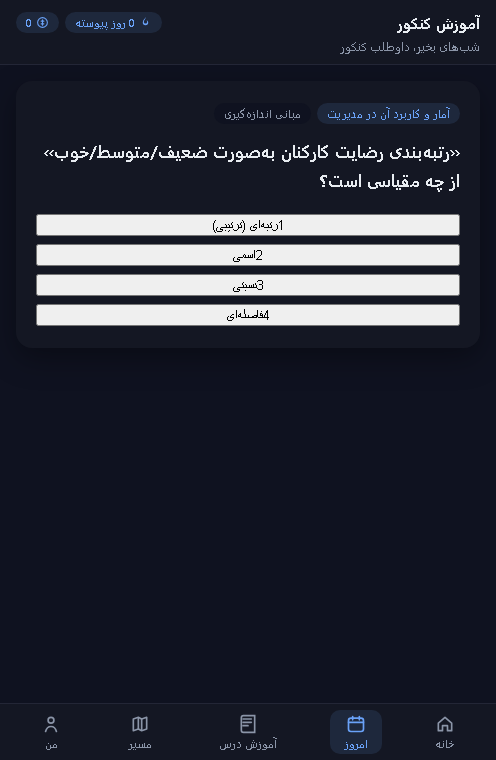 آموزش کنکور
شب‌های بخیر، داوطلب کنکور
0 روز پیوسته
0
آمار و کاربرد آن در مدیریت
مبانی اندازه‌گیری
«رتبه‌بندی رضایت کارکنان به‌صورت ضعیف/متوسط/خوب»
از چه مقیاسی است؟
1رتبه‌ای (ترتیبی)
2اسمی
3نسبتی
4فاصله‌ای
خانه
امروز
آموزش درس
مسیر
من